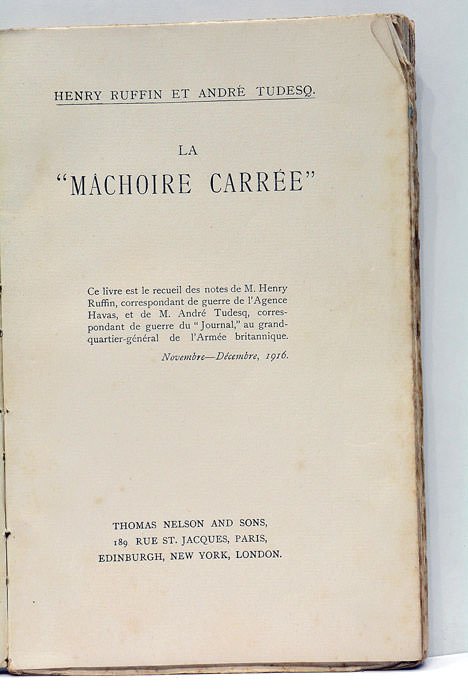 HENRY RUFFIN ET ANDRÉ TUDESQ.
LA
"MÂCHOIRE CARRÉE"
Ce livre est le recueil des notes de M. Henry
Ruffin, correspondant de guerre de l'Agence
Havas, et de M. André Tudesq, corres-
pondant de guerre du "Journal," au grand-
quartier-général de l'Armée britannique.
Novembre—Décembre, 1916.
THOMAS NELSON AND SONS,
189 RUE ST. JACQUES, PARIS,
EDINBURGH, NEW YORK, LONDON.